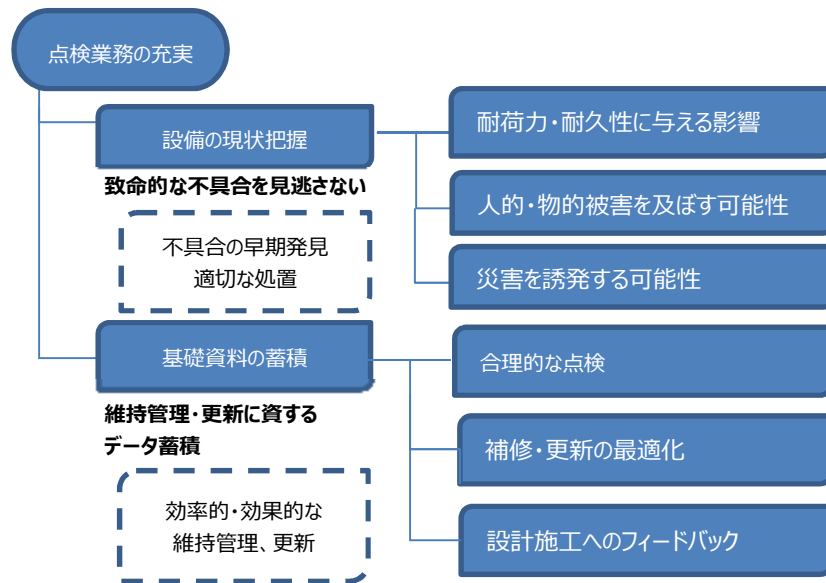 点検業務の充実
設備の現状把握
致命的な不具合を見逃さない
不具合の早期発見
適切な処置
耐荷力・耐久性に与える影響
人的・物的被害を及ぼす可能性
災害を誘発する可能性
基礎資料の蓄積
維持管理・更新に資する
データ蓄積
効率的・効果的な
維持管理、更新
合理的な点検
補修・更新の最適化
設計施工へのフィードバック